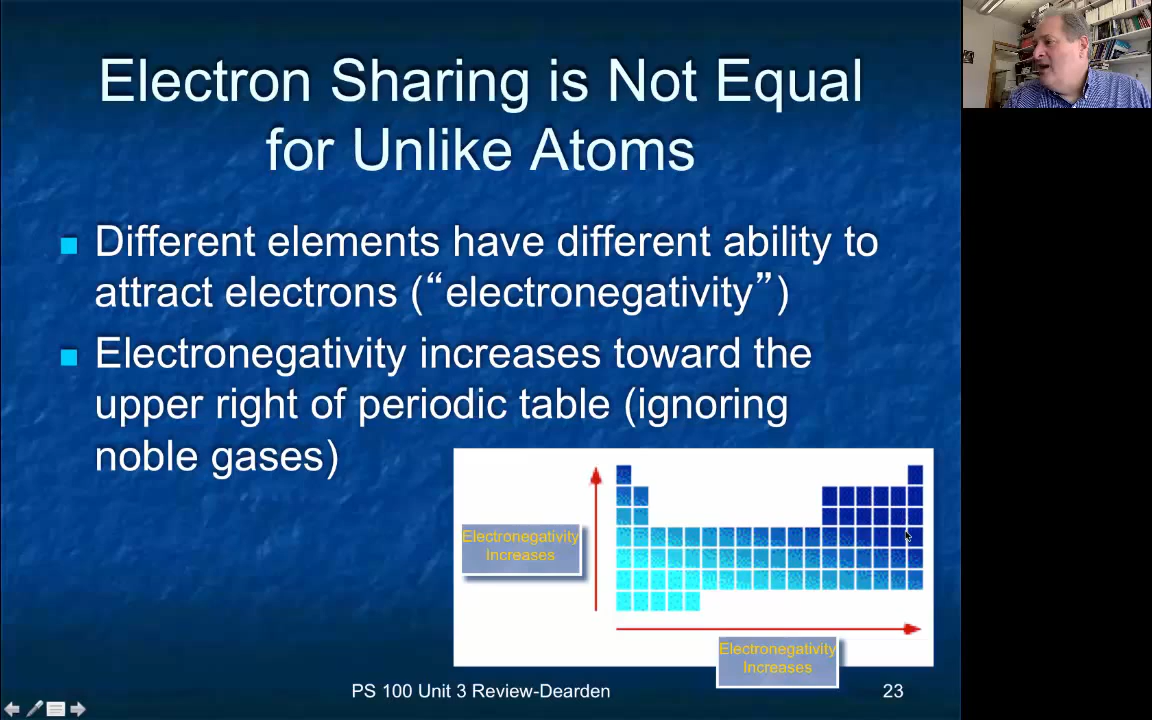 Electron Sharing is Not Equal
for Unlike Atoms
Different elements have different ability to
attract electrons (“electronegativity”)
Electronegativity increases toward the
upper right of periodic table (ignoring
noble gases)
Electronegativity
Increases
Electronegativity
Increases
PS 100 Unit 3 Review-Dearden
23